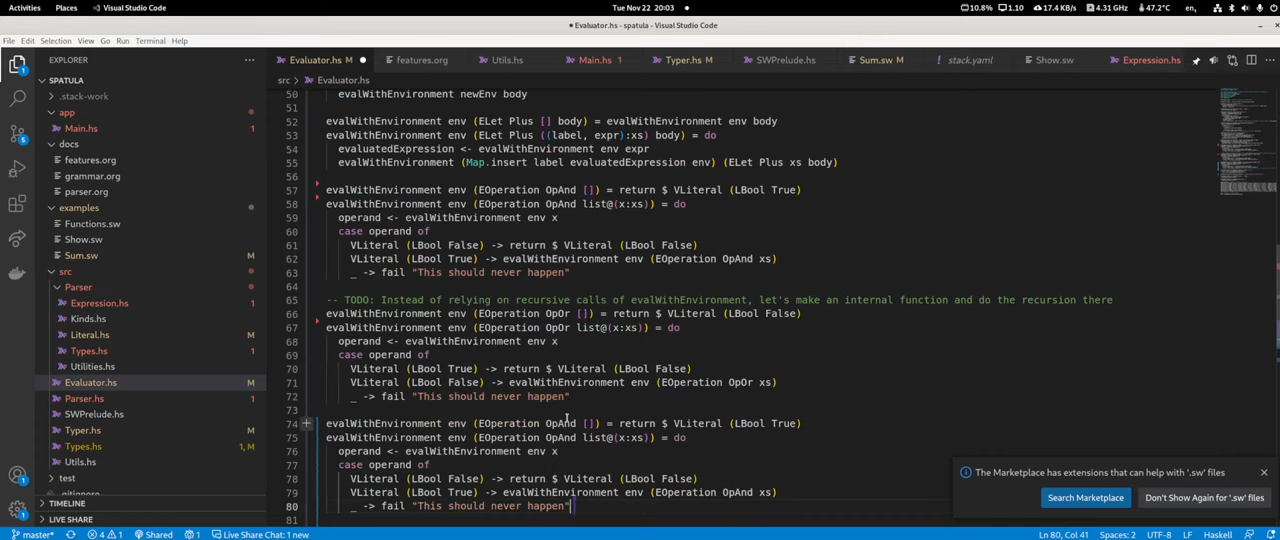 Activities Places Visual Studio Code Tue Nov 22 20:03 10.8% 1.10 17.4 KB/s 4.31 GHz 47.2°C en
• Evaluator.hs - spatula - Visual Studio Code
File Edit Selection View Go Run Terminal Help
EXPLORER
SPATULA
.stack-work
app
Main.hs 1
docs
features.org
grammar.org
parser.org
examples
Functions.sw
Show.sw
Sum.sw M
src
Parser
Expression.hs 1
Kinds.hs
Literal.hs M
Types.hs 1
Utilities.hs
Evaluator.hs M
Parser.hs 1
SWPrelude.hs
Typer.hs M
Types.hs 1, M
Utils.hs
test
.gitignore
TIMELINE
LIVE SHARE
1
5
1
1
Evaluator.hs M features.org Utils.hs Main.hs 1 Typer.hs M SWPrelude.hs Sum.sw M stack.yaml Show.sw Expression.hs 1
src > Evaluator.hs
50 evalWithEnvironment newEnv body
51
52 evalWithEnvironment env (ELet Plus [] body) = evalWithEnvironment env body
53 evalWithEnvironment env (ELet Plus ((label, expr):xs) body) = do
54 evaluatedExpression <- evalWithEnvironment env expr
55 evalWithEnvironment (Map.insert label evaluatedExpression env) (ELet Plus xs body)
56
57 evalWithEnvironment env (EOperation OpAnd []) = return $ VLiteral (LBool True)
58 evalWithEnvironment env (EOperation OpAnd list@(x:xs)) = do
59 operand <- evalWithEnvironment env x
60 case operand of
61 VLiteral (LBool False) -> return $ VLiteral (LBool False)
62 VLiteral (LBool True) -> evalWithEnvironment env (EOperation OpAnd xs)
63 _ -> fail "This should never happen"
64
65 -- TODO: Instead of relying on recursive calls of evalWithEnvironment, let's make an internal function and do the recursion there
66 evalWithEnvironment env (EOperation OpOr []) = return $ VLiteral (LBool False)
67 evalWithEnvironment env (EOperation OpOr list@(x:xs)) = do
68 operand <- evalWithEnvironment env x
69 case operand of
70 VLiteral (LBool True) -> return $ VLiteral (LBool False)
71 VLiteral (LBool False) -> evalWithEnvironment env (EOperation OpOr xs)
72 _ -> fail "This should never happen"
73
74 evalWithEnvironment env (EOperation OpAnd []) = return $ VLiteral (LBool True)
75 evalWithEnvironment env (EOperation OpAnd list@(x:xs)) = do
76 operand <- evalWithEnvironment env x
77 case operand of
78 VLiteral (LBool False) -> return $ VLiteral (LBool False)
79 VLiteral (LBool True) -> evalWithEnvironment env (EOperation OpAnd xs)
80 _ -> fail "This should never happen"
81
The Marketplace has extensions that can help with '.sw' files
Search Marketplace Don't Show Again for '.sw' files
master* 4 1 Shared 1 Live Share Chat: 1 new Ln 80, Col 41 Spaces: 2 UTF-8 LF Haskell